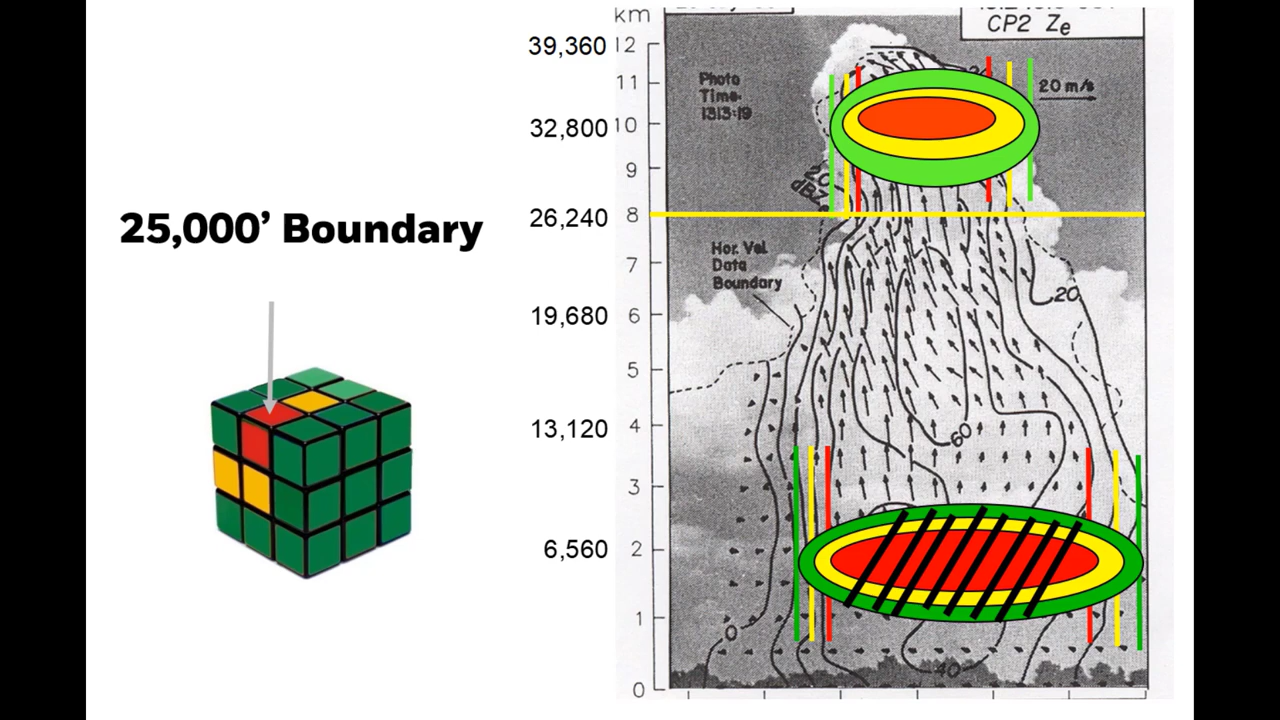 25,000’ Boundary
km
CP2 Ze
39,360 12
11
32,800 10
9
26,240 8
7
19,680 6
5
13,120 4
3
6,560 2
1
0
Photo
Time-
1313:19
20 m/s
20
dBZ
Hor. Vel.
Data
Boundary
20
60
0
40